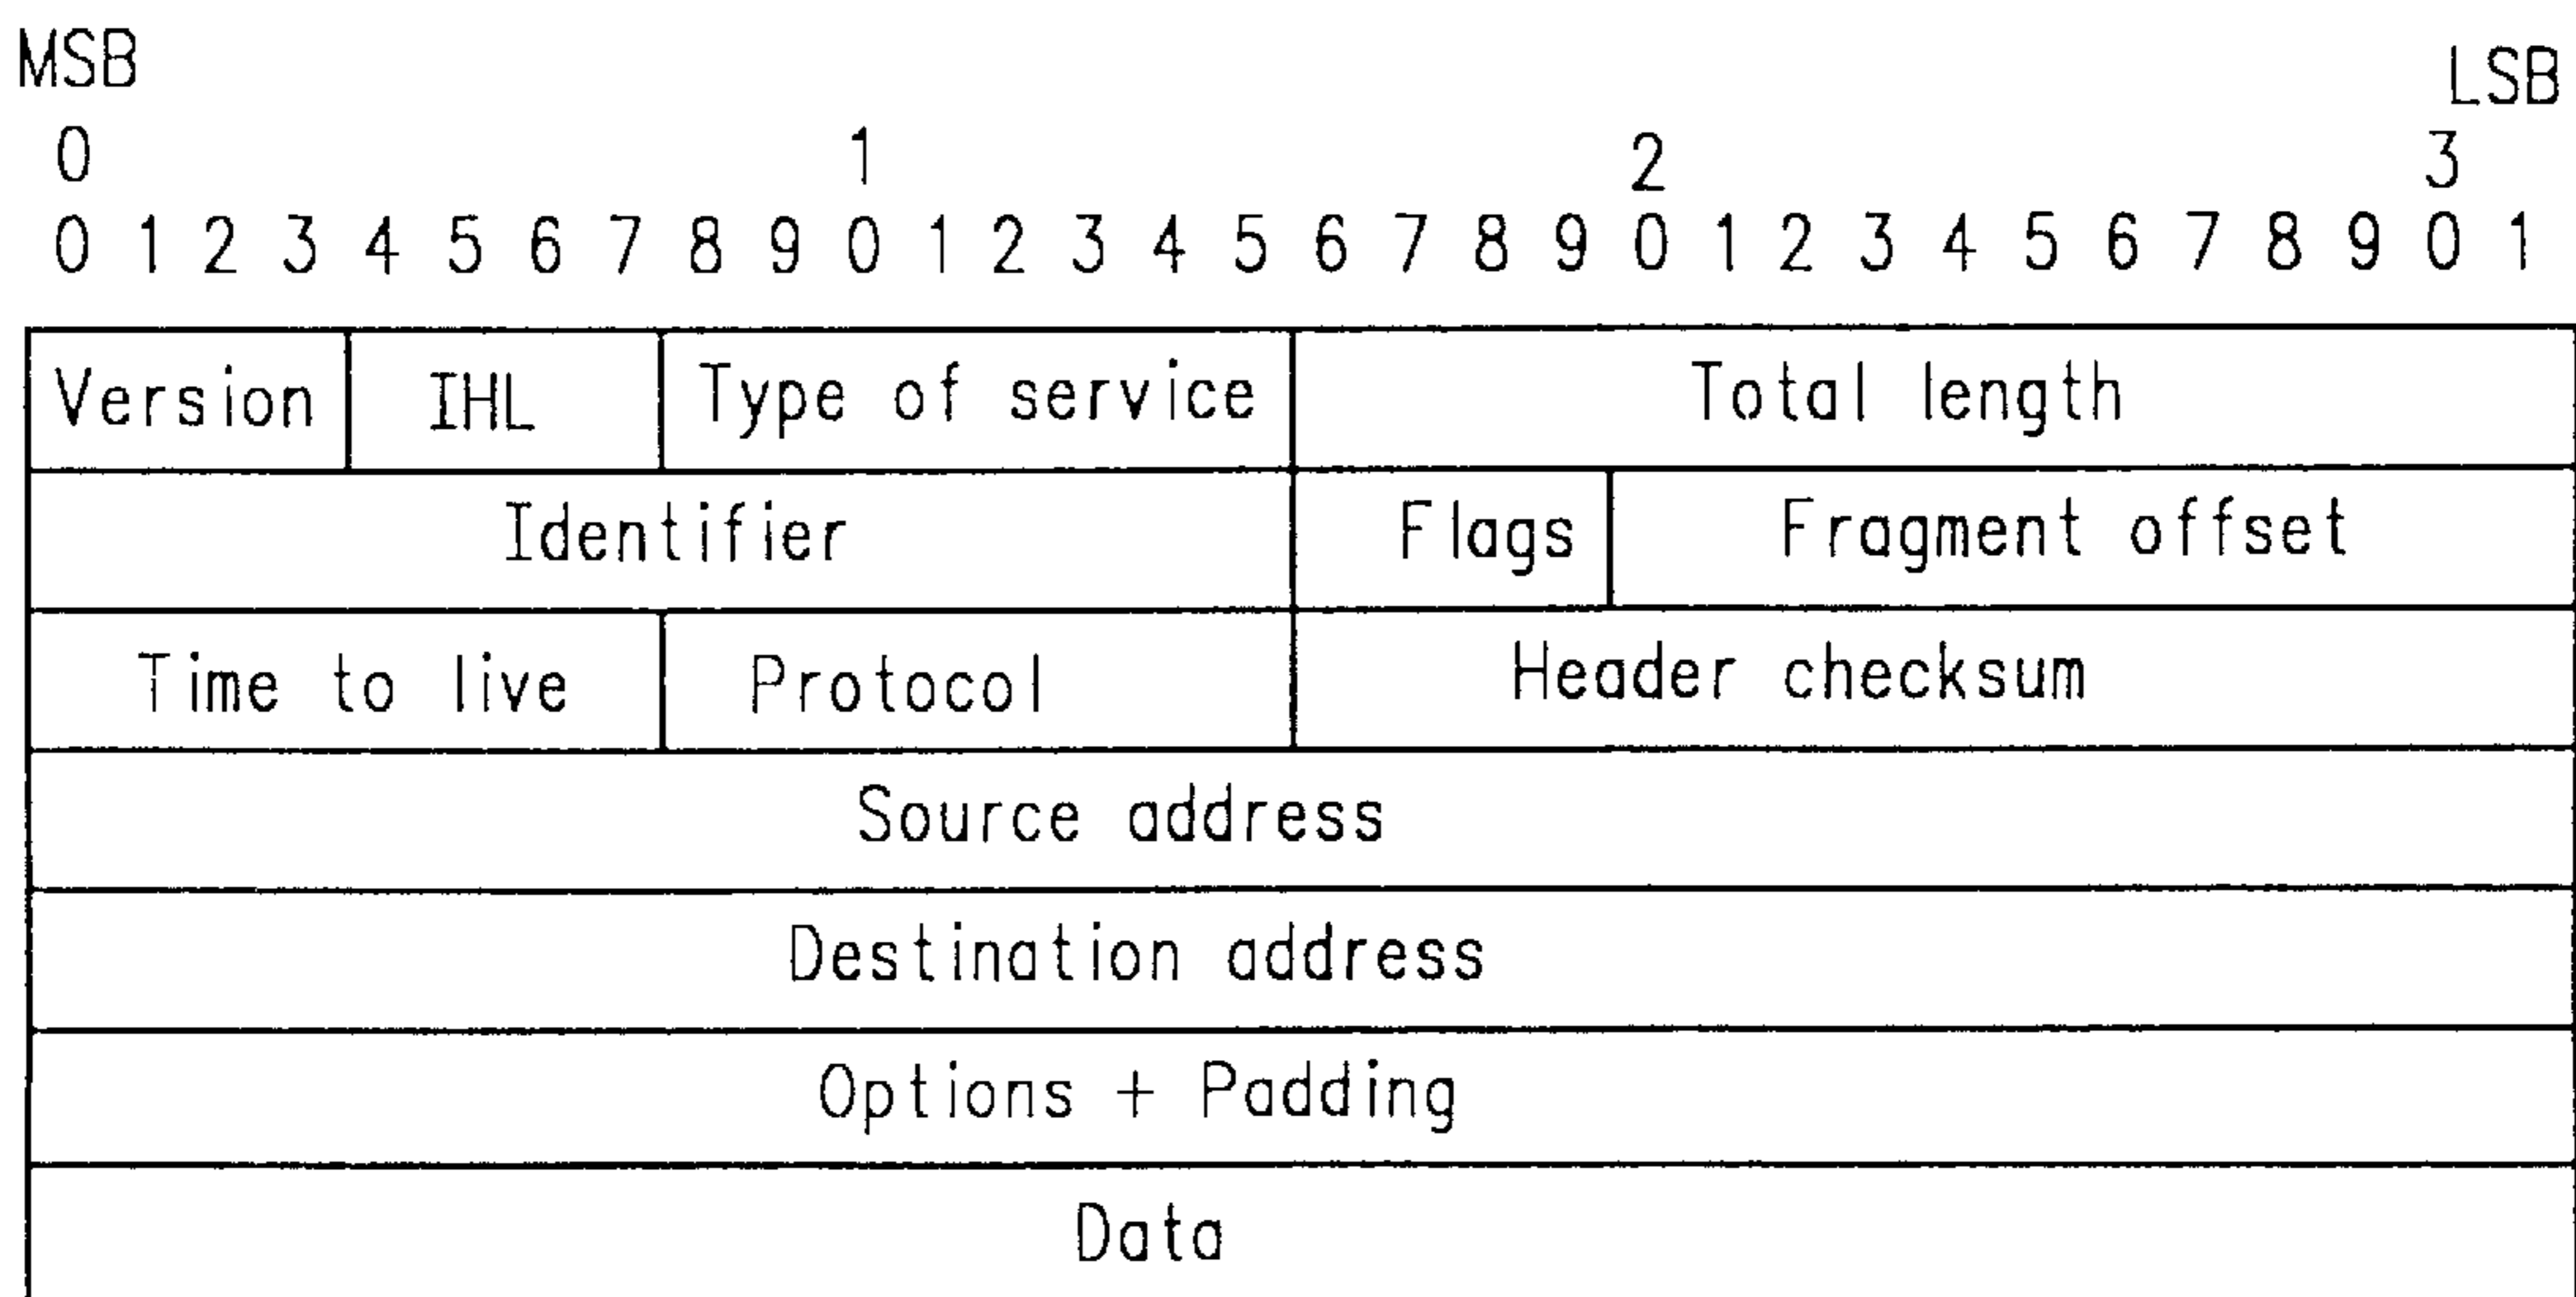 MSB LSB
0 1 2 3
0 1 2 3 4 5 6 7 8 9 0 1 2 3 4 5 6 7 8 9 0 1 2 3 4 5 6 7 8 9 0 1
Version IHL Type of service Total length
Identifier Flags Fragment offset
Time to live Protocol Header checksum
Source address
Destination address
Options + Padding
Data